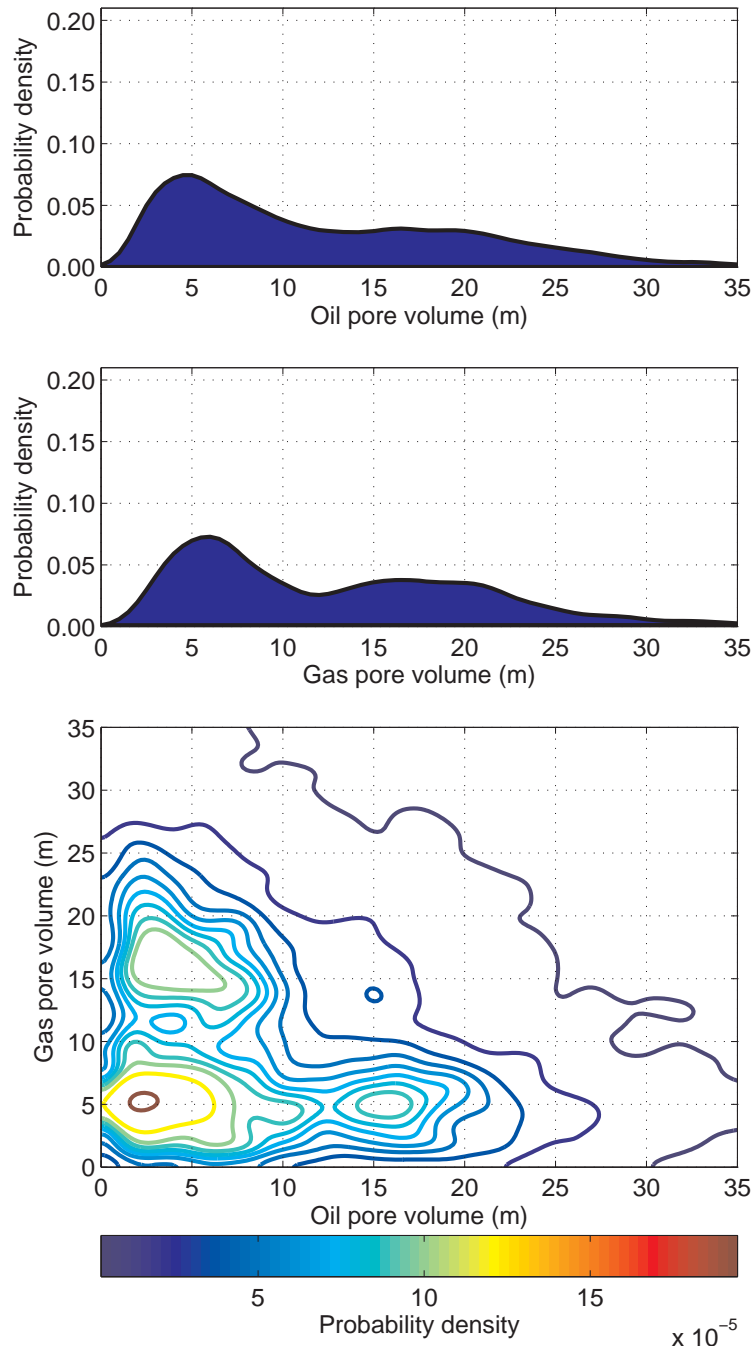 0.20
0.15
0.10
0.05
0.00
Probability density
0 5 10 15 20 25 30 35
Oil pore volume (m)
0.20
0.15
0.10
0.05
0.00
Probability density
0 5 10 15 20 25 30 35
Gas pore volume (m)
35
30
25
20
15
10
5
0
Gas pore volume (m)
0 5 10 15 20 25 30 35
Oil pore volume (m)
5 10 15
Probability density
x 10⁻⁵